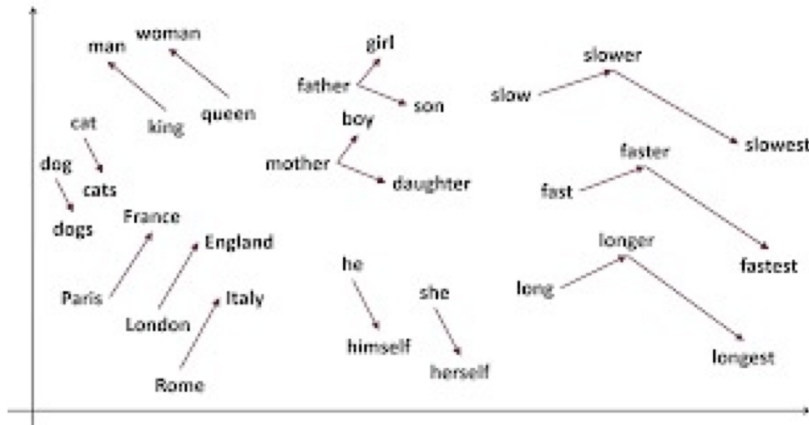 man
woman
king
queen
cat
cats
dog
dogs
France
Paris
England
London
Italy
Rome
girl
father
son
boy
mother
daughter
he
himself
she
herself
slower
slow
slowest
faster
fast
fastest
longer
long
longest